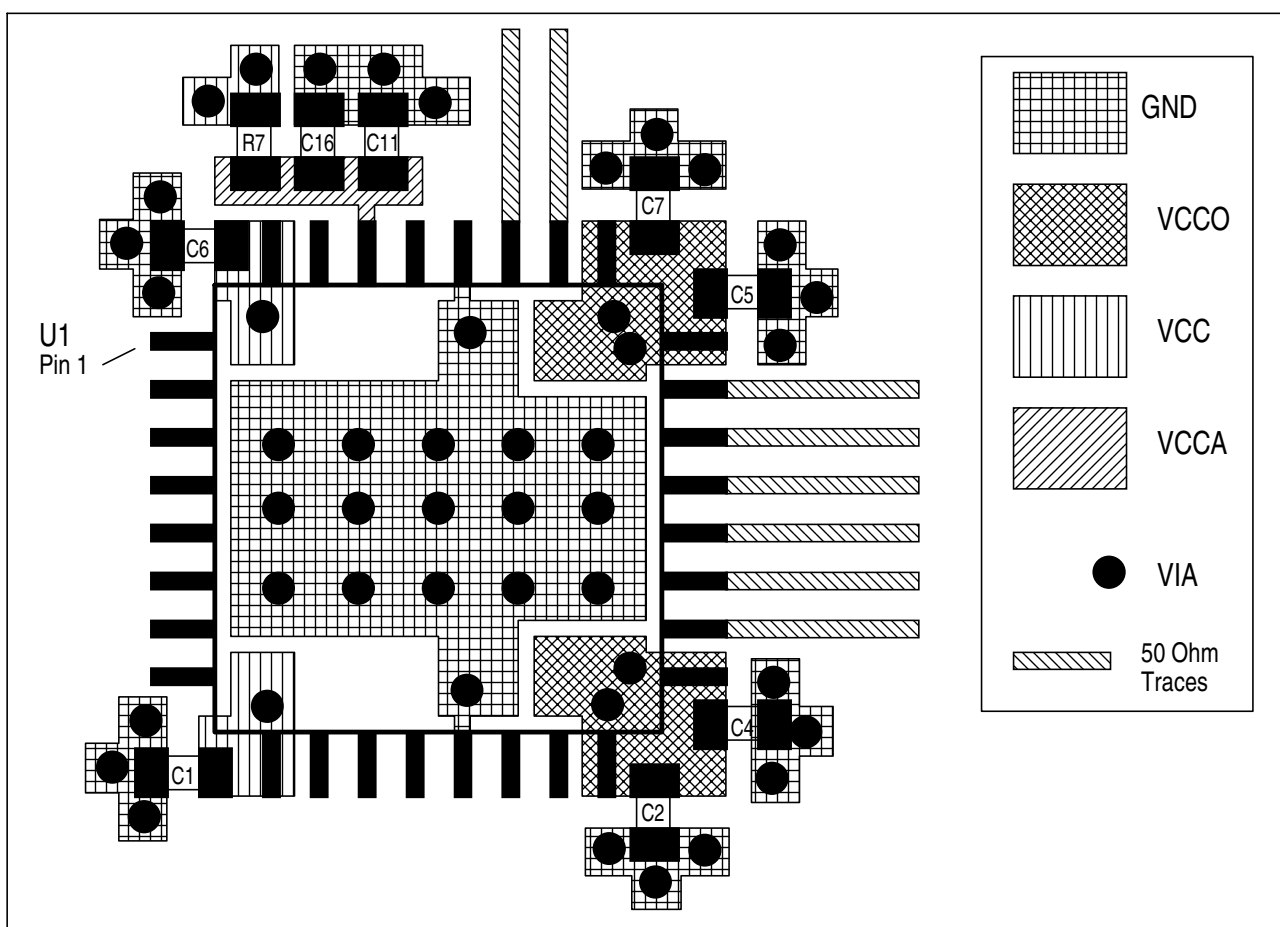 R7
C16
C11
C7
C6
C5
U1
Pin 1
C4
C1
C2
GND
VCCO
VCC
VCCA
VIA
50 Ohm
Traces